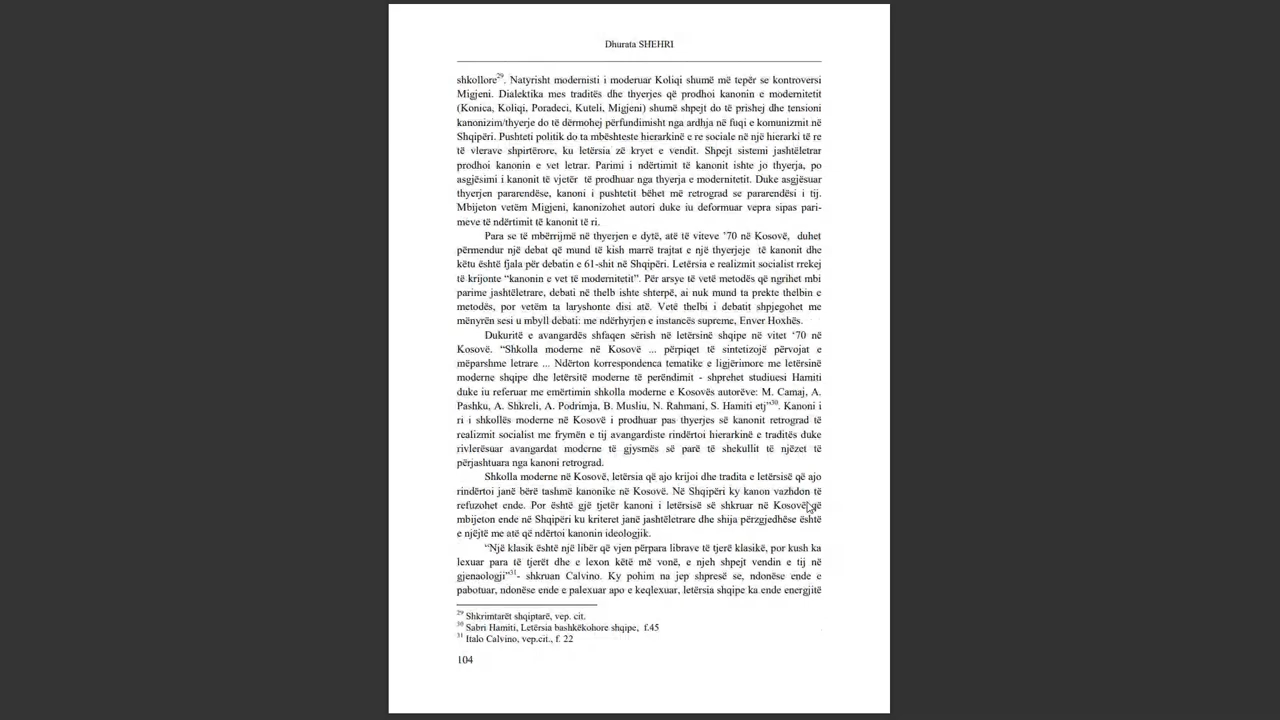 Dhurata SHEHRI
shkollore29. Natyrisht modernisti i moderuar Koliqi shumë më tepër se kontroversi
Migjeni. Dialektika mes traditës dhe thyerjes që prodhoi kanonin e modernitetit
(Konica, Koliqi, Poradeci, Kuteli, Migjeni) shumë shpejt do të prishej dhe tensioni
kanonizim/thyerje do të dërmohej përfundimisht nga ardhja në fuqi e komunizmit në
Shqipëri. Pushteti politik do ta mbështeste hierarkinë e re sociale në një hierarki të re
të vlerave shpirtërore, ku letërsia zë kryet e vendit. Shpejt sistemi jashtëletrar
prodhoi kanonin e vet letrar. Parimi i ndërtimit të kanonit ishte jo thyerja, po
asgjësimi i kanonit të vjetër të prodhuar nga thyerja e modernitetit. Duke asgjësuar
thyerjen pararendëse, kanoni i pushtetit bëhet më retrograd se pararendësi i tij.
Mbijeton vetëm Migjeni, kanonizohet autori duke iu deformuar vepra sipas pari-
meve të ndërtimit të kanonit të ri.
Para se të mbërrijmë në thyerjen e dytë, atë të viteve ’70 në Kosovë, duhet
përmendur një debat që mund të kish marrë trajtat e një thyerjeje të kanonit dhe
këtu është fjala për debatin e 61-shit në Shqipëri. Letërsia e realizmit socialist rrekej
të krijonte “kanonin e vet të modernitetit”. Për arsye të vetë metodës që ngrihet mbi
parime jashtëletrare, debati në thelb ishte shterpë, ai nuk mund ta prekte thelbin e
metodës, por vetëm ta laryshonte disi atë. Vetë thelbi i debatit shpjegohet me
mënyrën sesi u mbyll debati: me ndërhyrjen e instancës supreme, Enver Hoxhës.
Dukuritë e avangardës shfaqen sërish në letërsinë shqipe në vitet ‘70 në
Kosovë. “Shkolla moderne në Kosovë ... përpiqet të sintetizojë përvojat e
mëparshme letrare ... Ndërton korrespondenca tematike e ligjërimore me letërsinë
moderne shqipe dhe letërsitë moderne të perëndimit - shprehet studiuesi Hamiti
duke iu referuar me emërtimin shkolla moderne e Kosovës autorëve: M. Camaj, A.
Pashku, A. Shkreli, A. Podrimja, B. Musliu, N. Rahmani, S. Hamiti etj”30. Kanoni i
ri i shkollës moderne në Kosovë i prodhuar pas thyerjes së kanonit retrograd të
realizmit socialist me frymën e tij avangardiste rindërtoi hierarkinë e traditës duke
rivlerësuar avangardat moderne të gjysmës së parë të shekullit të njëzet të
përjashtuara nga kanoni retrograd.
Shkolla moderne në Kosovë, letërsia që ajo krijoi dhe tradita e letërsisë që ajo
rindërtoi janë bërë tashmë kanonike në Kosovë. Në Shqipëri ky kanon vazhdon të
refuzohet ende. Por është gjë tjetër kanoni i letërsisë së shkruar në Kosovë që
mbijeton ende në Shqipëri ku kriteret janë jashtëletrare dhe shija përzgjedhëse është
e njëjtë me atë që ndërtoi kanonin ideologjik.
“Një klasik është një libër që vjen përpara librave të tjerë klasikë, por kush ka
lexuar para të tjerët dhe e lexon këtë më vonë, e njeh shpejt vendin e tij në
gjenaologji”31- shkruan Calvino. Ky pohim na jep shpresë se, ndonëse ende e
pabotuar, ndonëse ende e palexuar apo e keqlexuar, letërsia shqipe ka ende energjitë
29 Shkrimtarët shqiptarë, vep. cit.
30 Sabri Hamiti, Letërsia bashkëkohore shqipe, f.45
31 Italo Calvino, vep.cit., f. 22
104